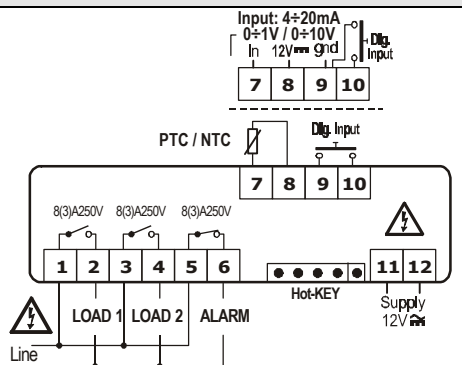 Input: 4÷20mA
0÷1V / 0÷10V
In 12V gnd
Dig.
Input
7 8 9 10
PTC / NTC
Dig. Input
7 8 9 10
8(3)A250V 8(3)A250V 8(3)A250V
1 2 3 4 5 6
11 12
Hot-KEY
LOAD 1 LOAD 2 ALARM
Supply
12V
Line